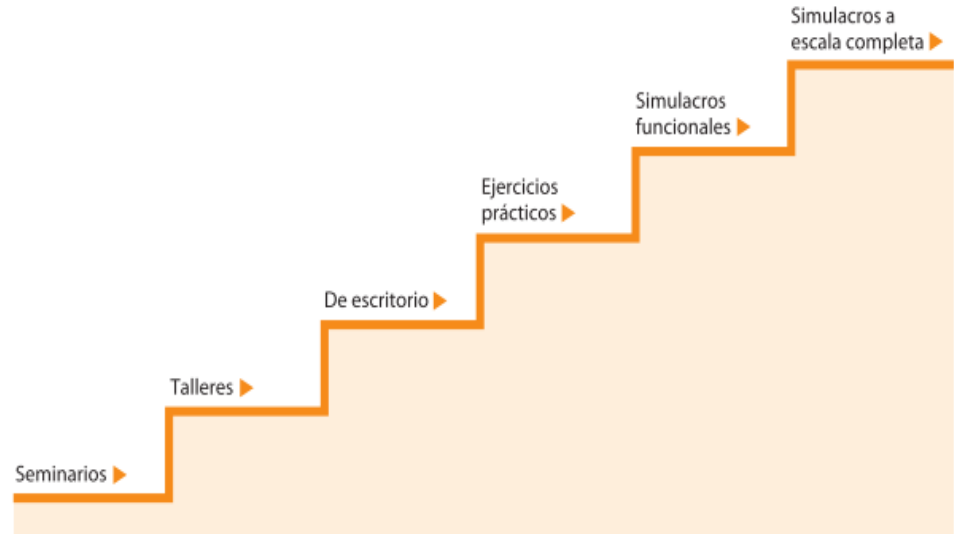 Simulacros a
escala completa
Simulacros
funcionales
Ejercicios
prácticos
De escritorio
Talleres
Seminarios